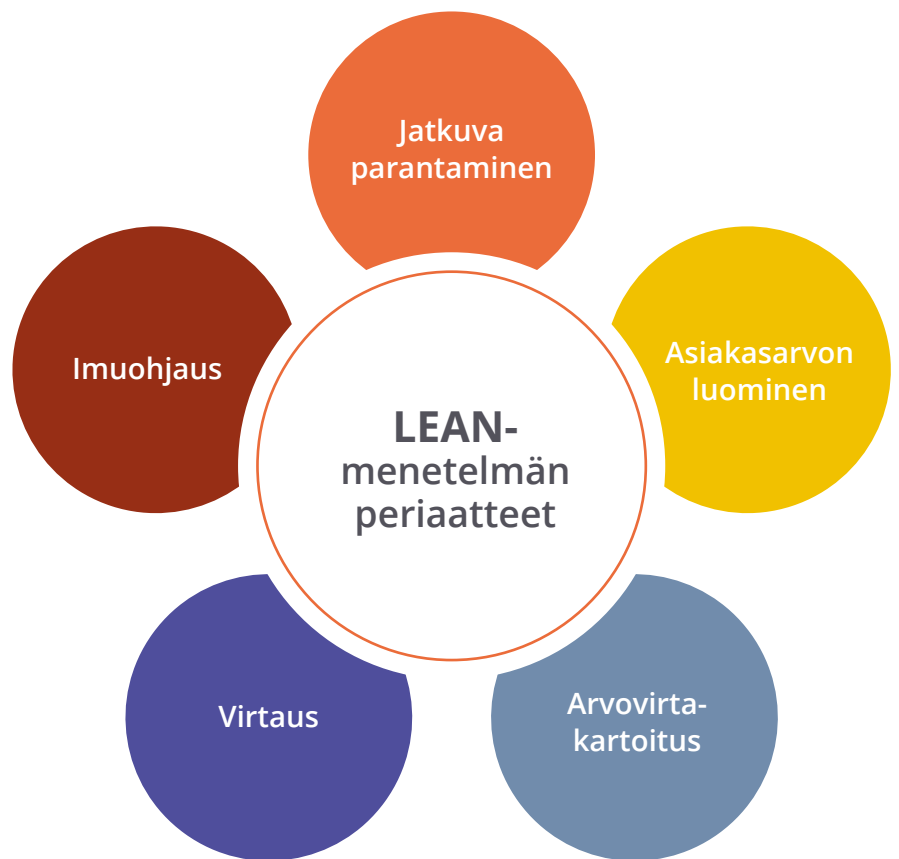 Jatkuva
parantaminen
Imuohjaus
Asiakasarvon
luominen
LEAN-
menetelmän
periaatteet
Virtaus
Arvovirta-
kartoitus